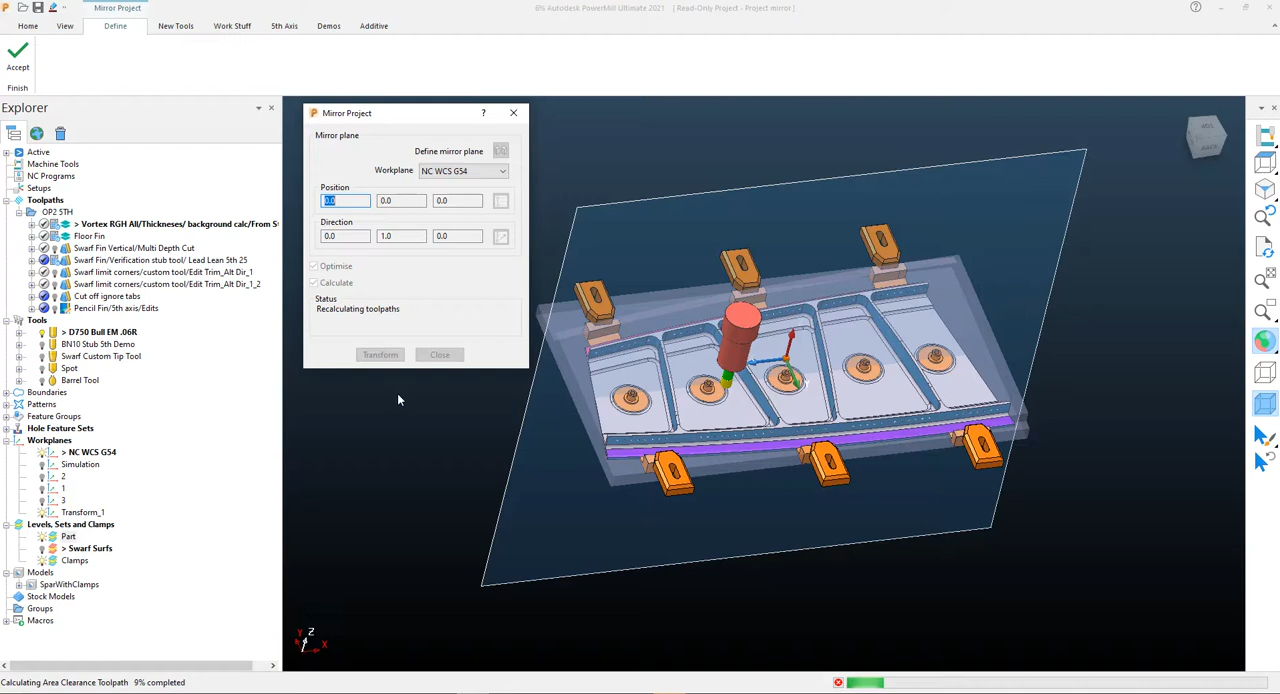 Mirror Project
6% Autodesk PowerMill Ultimate 2021 [ Read-Only Project - Project mirror ]
Home View Define New Tools Work Stuff 5th Axis Demos Additive
Accept
Finish
Explorer
Active
Machine Tools
NC Programs
Setups
Toolpaths
OP2 5TH
> Vortex RGH All/Thicknesses/ background calc/From S
Floor Fin
Swarf Fin Vertical/Multi Depth Cut
Swarf Fin/Verification stub tool/ Lead Lean 5th 25
Swarf limit corners/custom tool/Edit Trim_Alt Dir_1
Swarf limit corners/custom tool/Edit Trim_Alt Dir_1_2
Cut off ignore tabs
Pencil Fin/5th axis/Edits
Tools
> D750 Bull EM .06R
BN10 Stub 5th Demo
Swarf Custom Tip Tool
Spot
Barrel Tool
Boundaries
Patterns
Feature Groups
Hole Feature Sets
Workplanes
> NC WCS G54
Simulation
2
1
3
Transform_1
Levels, Sets and Clamps
Part
> Swarf Surfs
Clamps
Models
SparWithClamps
Stock Models
Groups
Macros
Mirror Project
Mirror plane
Define mirror plane
Workplane NC WCS G54
Position
0.0 0.0 0.0
Direction
0.0 1.0 0.0
Optimise
Calculate
Status
Recalculating toolpaths
Transform Close
Z
Y
X
Calculating Area Clearance Toolpath 9% completed